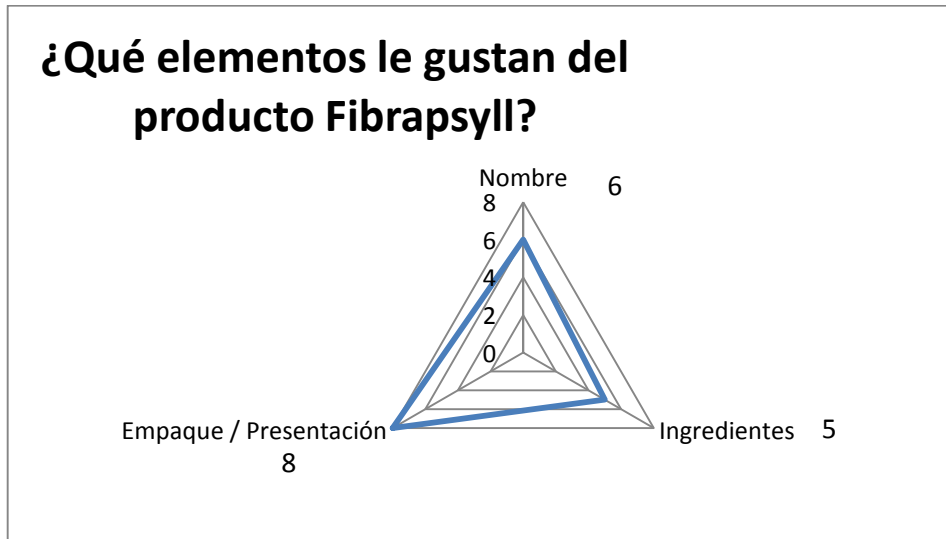 ¿Qué elementos le gustan del
producto Fibrapsyll?
Nombre 6
8
6
4
2
0
Empaque / Presentación
8
Ingredientes 5